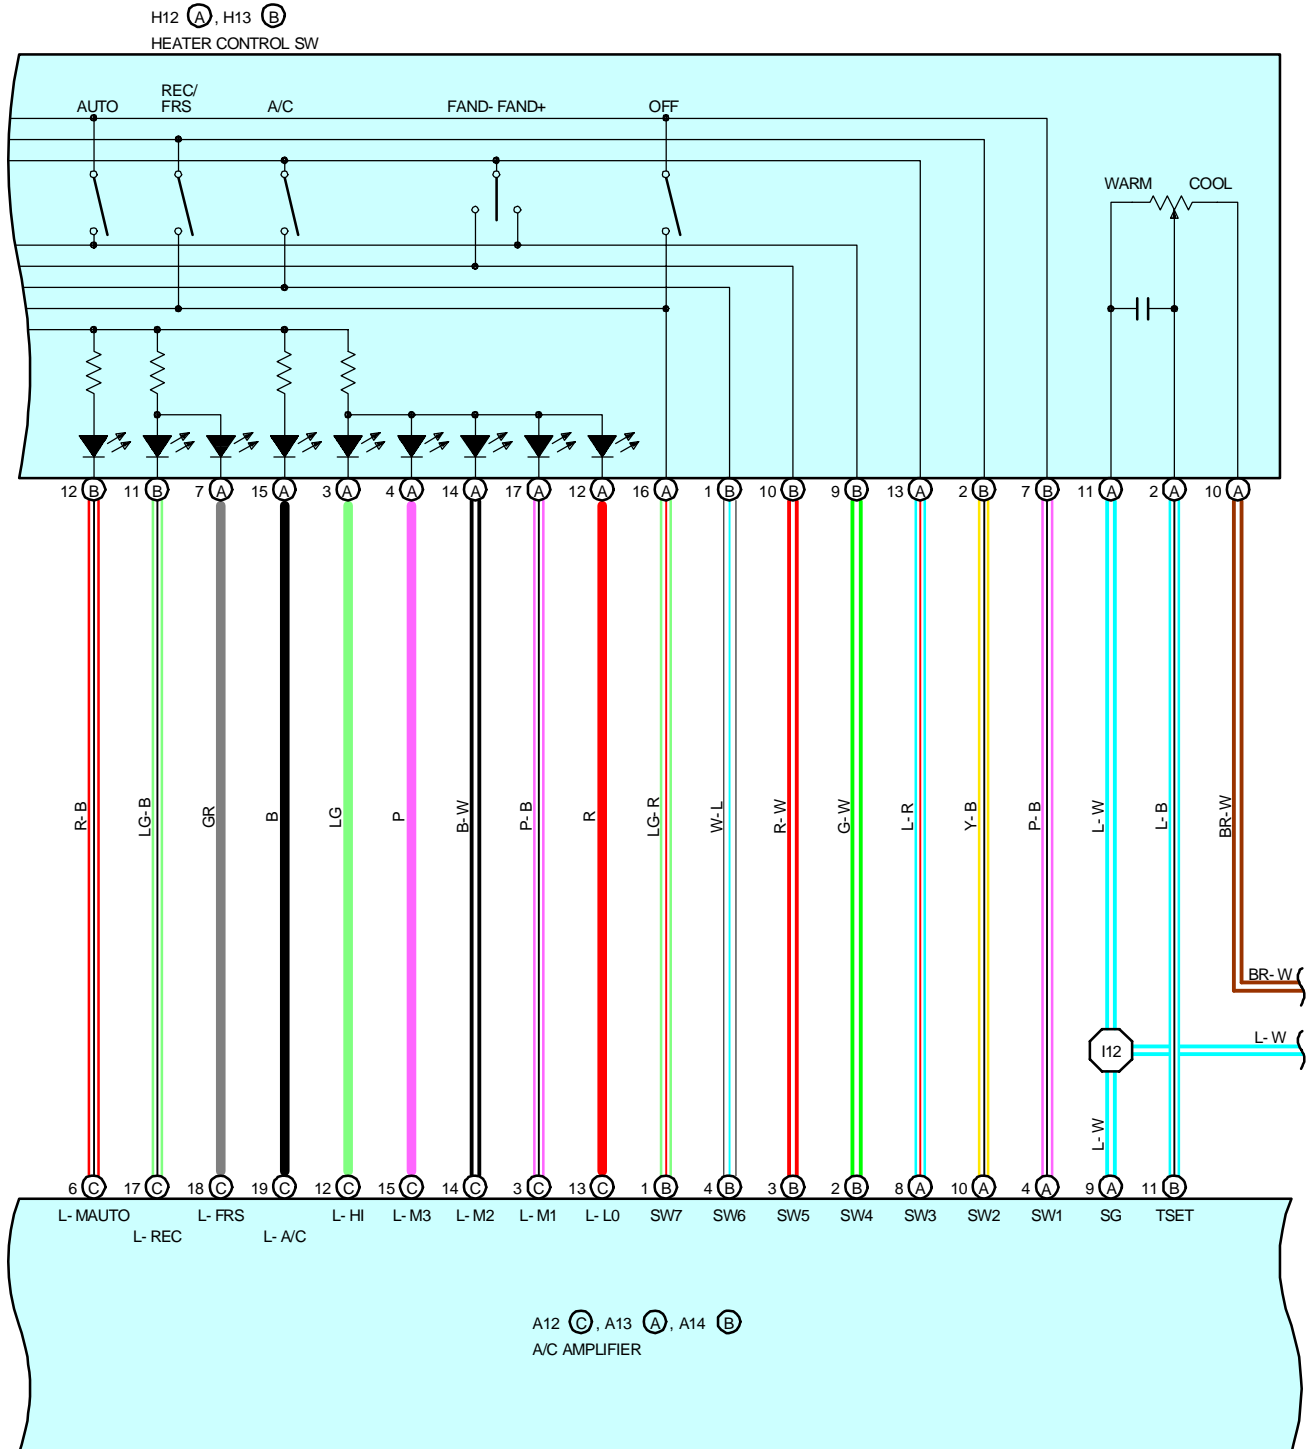 H12 A, H13 B
HEATER CONTROL SW
AUTO
REC/
FRS
A/C
FAND- FAND+
OFF
WARM COOL
12 B 11 B 7 A 15 A 3 A 4 A 14 A 17 A 12 A 16 A 1 B 10 B 9 B 13 A 2 B 7 B 11 A 2 A 10 A
R- B
LG- B
GR
B
LG
P
B- W
P- B
R
LG- R
W- L
R- W
G- W
L- R
Y- B
P- B
L- W
L- B
BR- W
BR- W
L- W
I12
L- W
6 C 17 C 18 C 19 C 12 C 15 C 14 C 3 C 13 C 1 B 4 B 3 B 2 B 8 A 10 A 4 A 9 A 11 B
L- MAUTO L- FRS L- HI L- M3 L- M2 L- M1 L- L0 SW7 SW6 SW5 SW4 SW3 SW2 SW1 SG TSET
L- REC L- A/C
A12 C, A13 A, A14 B
A/C AMPLIFIER